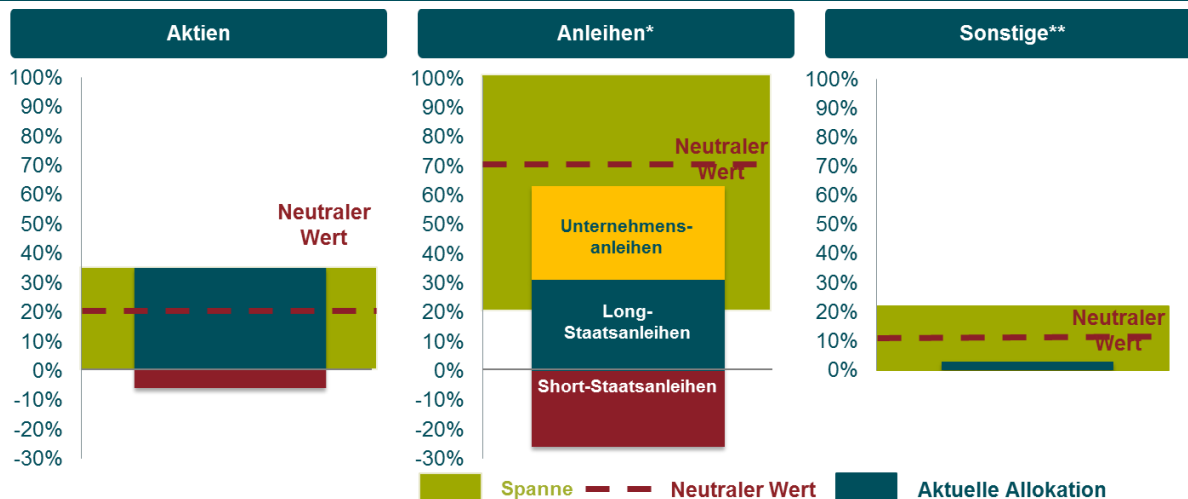 Aktien
100%
90%
80%
70%
60%
50%
40%
30%
20%
10%
0%
-10%
-20%
-30%
Neutraler
Wert
Anleihen*
100%
90%
80%
70%
60%
50%
40%
30%
20%
10%
0%
-10%
-20%
-30%
Neutraler
Wert
Unternehmens-
anleihen
Long-
Staatsanleihen
Short-Staatsanleihen
Sonstige**
100%
90%
80%
70%
60%
50%
40%
30%
20%
10%
0%
Neutraler
Wert
Spanne
Neutraler Wert
Aktuelle Allokation